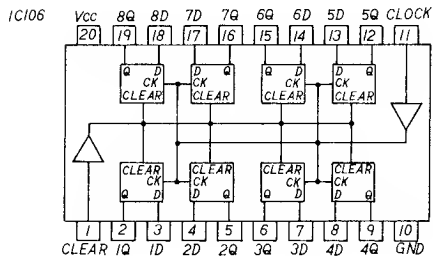 IC106 Vcc 8Q 8D 7D 7Q 6Q 6D 5D 5Q CLOCK
20 19 18 17 16 15 14 13 12 11
Q D D Q Q D D Q
CK CK CK CK
CLEAR CLEAR CLEAR CLEAR
CLEAR CLEAR CLEAR CLEAR
CK CK CK CK
Q D D Q Q D D Q
1 2 3 4 5 6 7 8 9 10
CLEAR 1Q 1D 2D 2Q 3Q 3D 4D 4Q GND